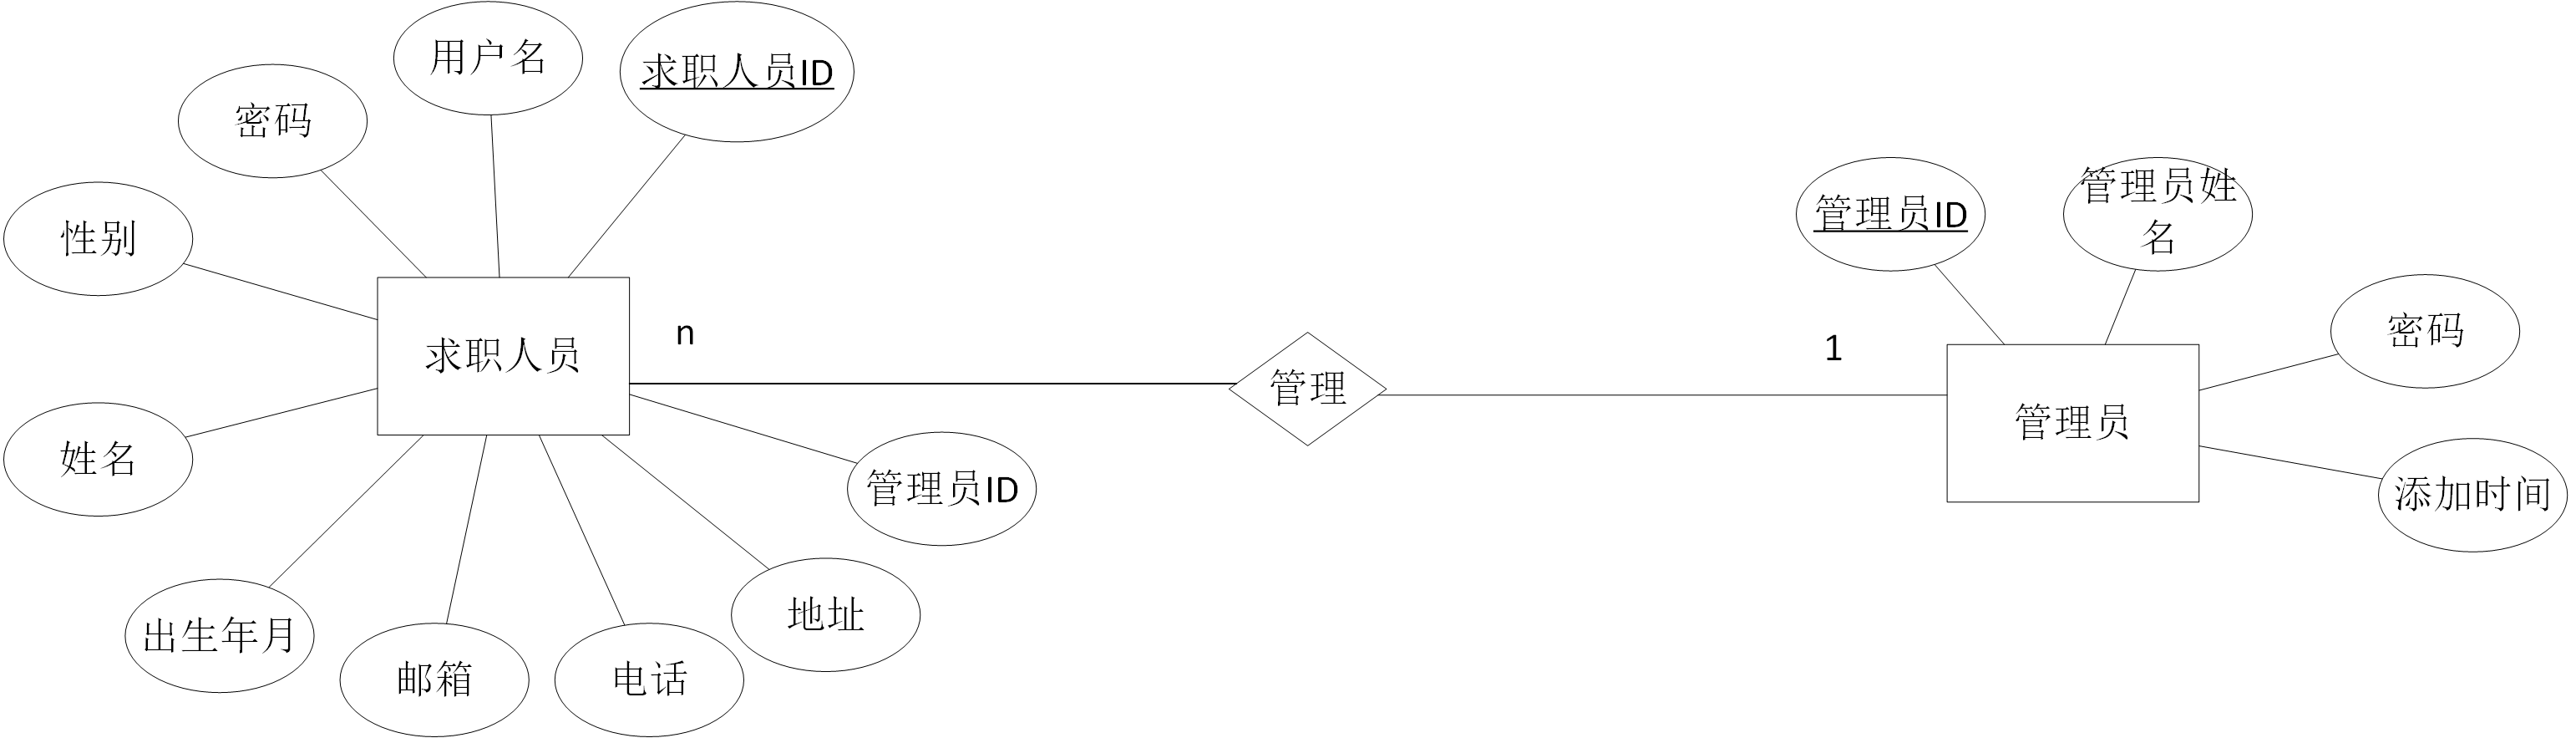 用户名
求职人员ID
密码
性别
求职人员
n
姓名
出生年月
邮箱
电话
地址
管理员ID
管理
1
管理员ID
管理员姓
名
密码
管理员
添加时间